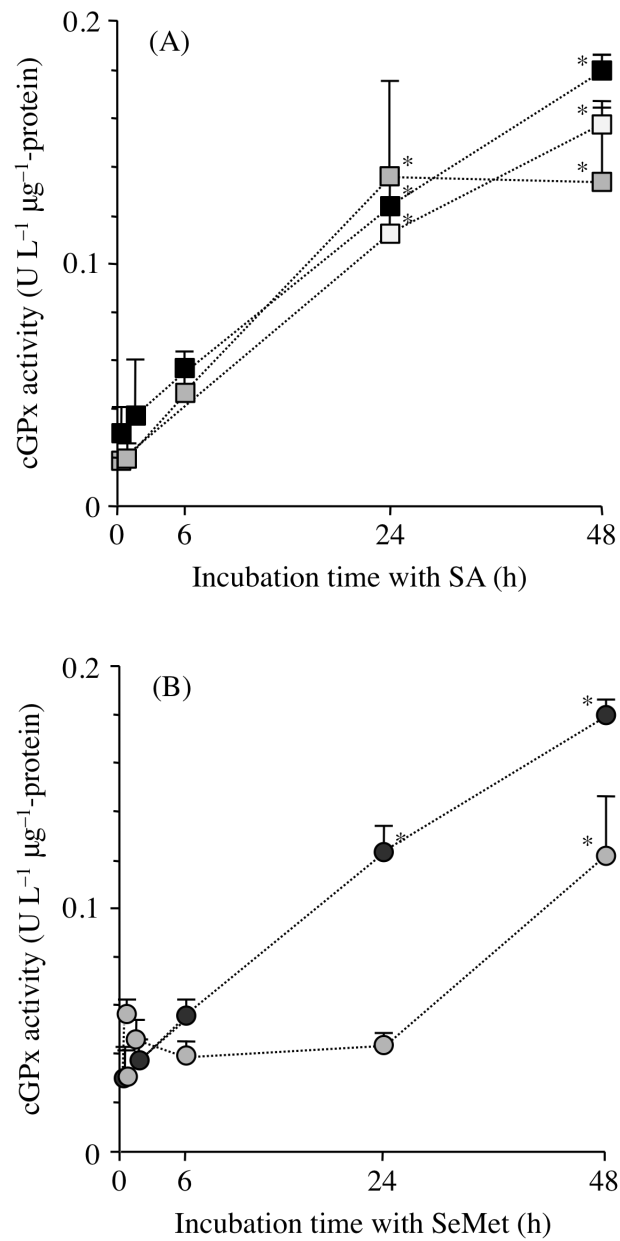 (A)
0.2
0.1
0
cGPx activity (U L⁻¹ µg⁻¹-protein)
*
*
*
*
*
*
0 6 24 48
Incubation time with SA (h)
(B)
0.2
0.1
0
cGPx activity (U L⁻¹ µg⁻¹-protein)
*
*
*
0 6 24 48
Incubation time with SeMet (h)